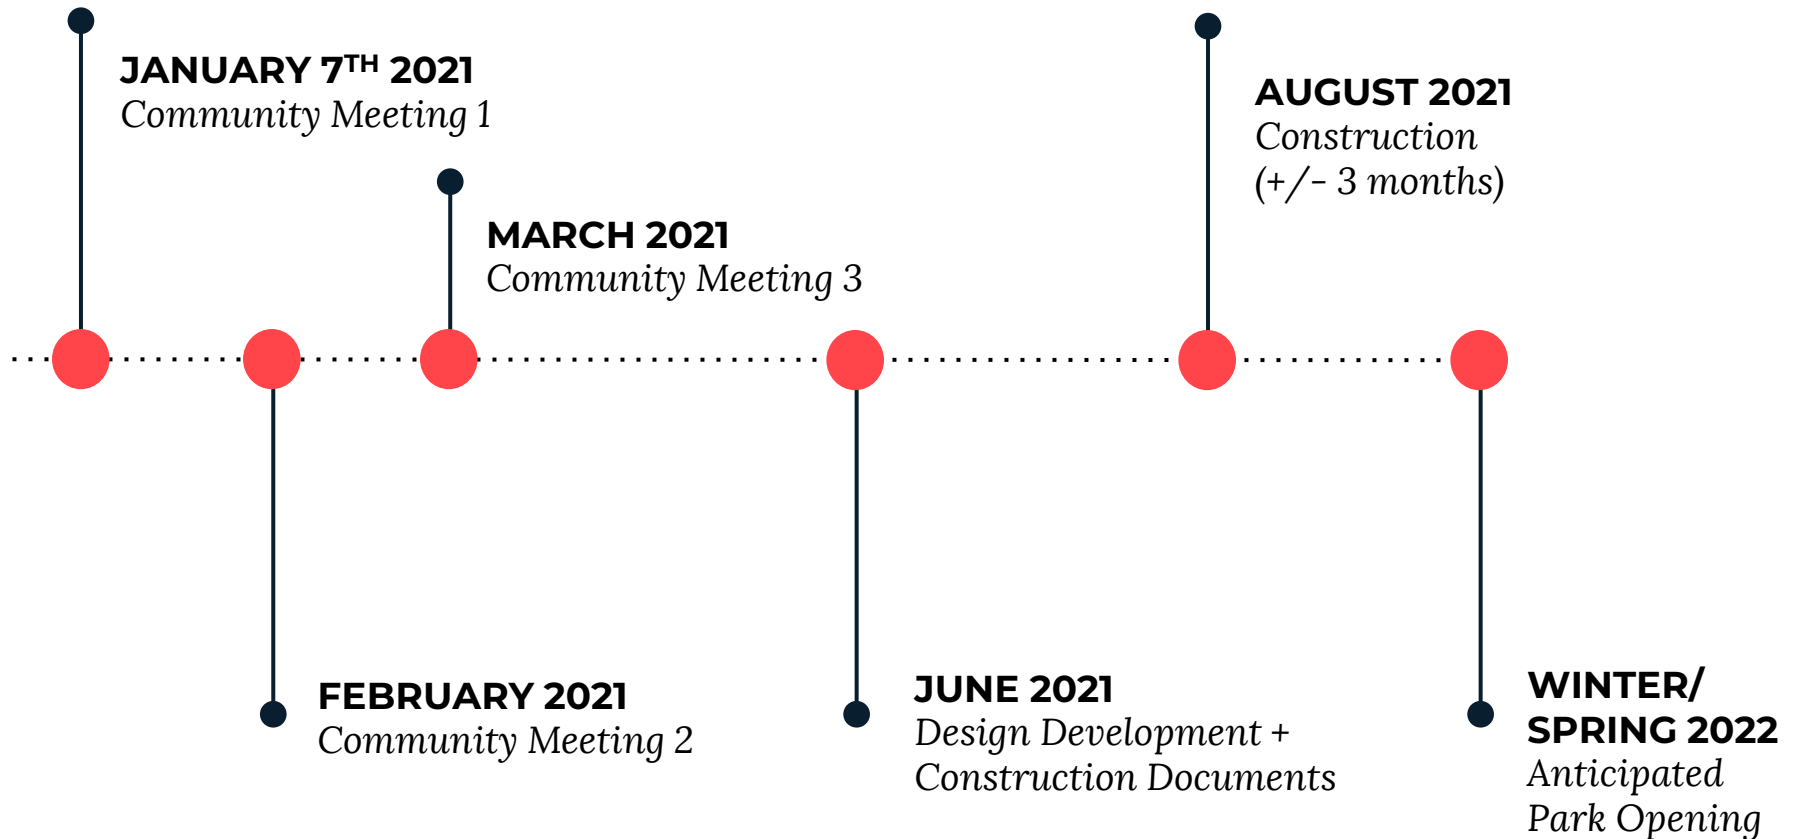 JANUARY 7TH 2021
Community Meeting 1
MARCH 2021
Community Meeting 3
AUGUST 2021
Construction
(+/- 3 months)
FEBRUARY 2021
Community Meeting 2
JUNE 2021
Design Development +
Construction Documents
WINTER/
SPRING 2022
Anticipated
Park Opening